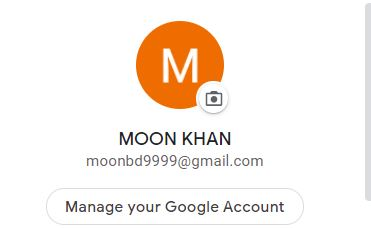 M
MOON KHAN
moonbd9999@gmail.com
Manage your Google Account